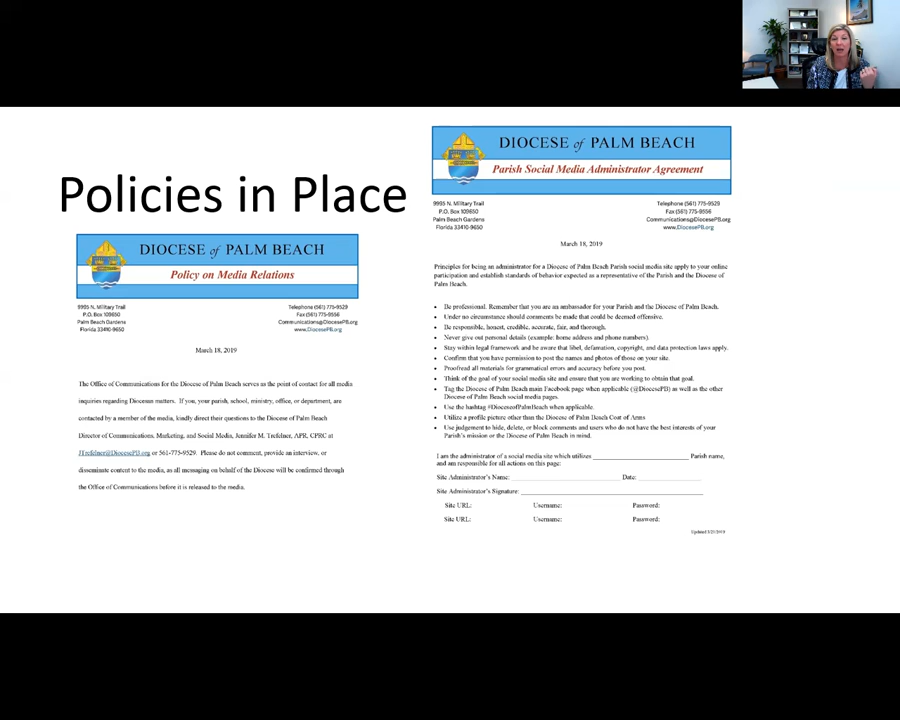 Policies in Place
DIOCESE of PALM BEACH
Policy on Media Relations
9995 N. Military Trail
P.O. Box 109650
Palm Beach Gardens
Florida 33410-9650
Telephone (561) 775-9529
Fax (561) 775-9556
Communications@DiocesePB.org
www.DiocesePB.org
March 18, 2019
The Office of Communications for the Diocese of Palm Beach serves as the point of contact for all media
inquiries regarding Diocesan matters. If you, your parish, school, ministry, office, or department, are
contacted by a member of the media, kindly direct their questions to the Diocese of Palm Beach
Director of Communications, Marketing, and Social Media, Jennifer M. Trefelner, APR, CPRC at
JTrefelner@DiocesePB.org or 561-775-9529. Please do not comment, provide an interview, or
disseminate content to the media, as all messaging on behalf of the Diocese will be confirmed through
the Office of Communications before it is released to the media.
DIOCESE of PALM BEACH
Parish Social Media Administrator Agreement
9995 N. Military Trail
P.O. Box 109650
Palm Beach Gardens
Florida 33410-9650
Telephone (561) 775-9529
Fax (561) 775-9556
Communications@DiocesePB.org
www.DiocesePB.org
March 18, 2019
Principles for being an administrator for a Diocese of Palm Beach Parish social media site apply to your online
participation and establish standards of behavior expected as a representative of the Parish and the Diocese of
Palm Beach.
• Be professional. Remember that you are an ambassador for your Parish and the Diocese of Palm Beach.
• Under no circumstance should comments be made that could be deemed offensive.
• Be responsible, honest, credible, accurate, fair, and thorough.
• Never give out personal details (example: home address and phone numbers).
• Stay within legal framework and be aware that libel, defamation, copyright, and data protection laws apply.
• Confirm that you have permission to post the names and photos of those on your site.
• Proofread all materials for grammatical errors and accuracy before you post.
• Think of the goal of your social media site and ensure that you are working to obtain that goal.
• Tag the Diocese of Palm Beach main Facebook page when applicable (@DiocesePB) as well as the other
Diocese of Palm Beach social media pages.
• Use the hashtag #DioceseofPalmBeach when applicable.
• Utilize a profile picture other than the Diocese of Palm Beach Coat of Arms
• Use judgement to hide, delete, or block comments and users who do not have the best interests of your
Parish's mission or the Diocese of Palm Beach in mind.
I am the administrator of a social media site which utilizes ____________________ Parish name,
and am responsible for all actions on this page:
Site Administrator's Name: ____________________ Date: ____________
Site Administrator's Signature: ____________________
Site URL: Username: Password:
Site URL: Username: Password: